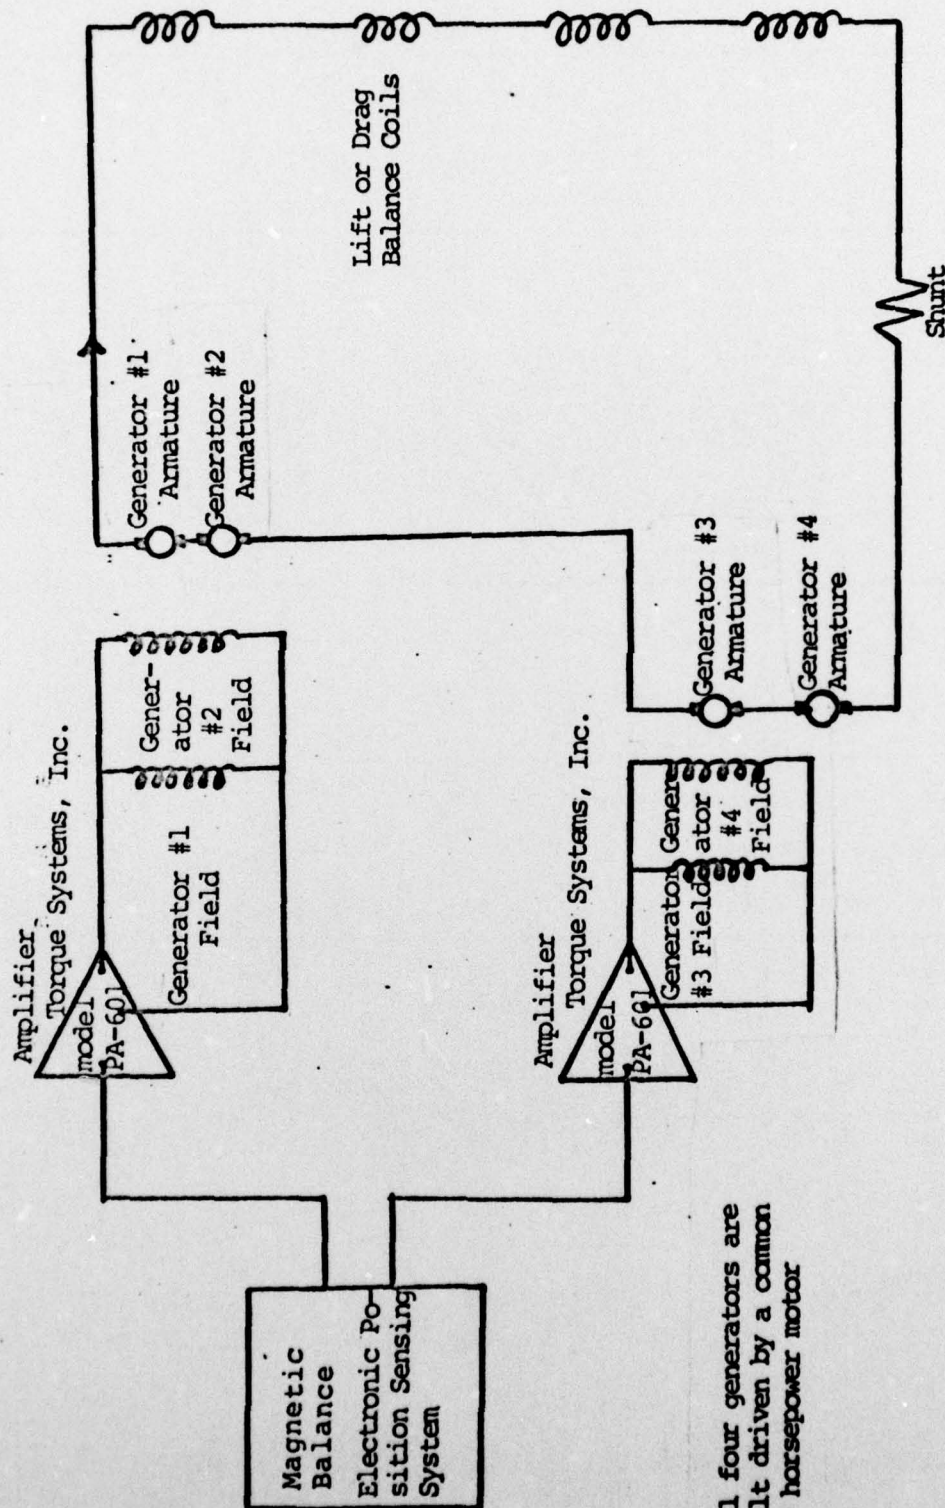 Magnetic
Balance
Electronic Po-
sition Sensing
System
Amplifier
Torque Systems, Inc.
model
PA-601
Generator #1
Field
Gener-
ator
#2
Field
Generator #1
Armature
Generator #2
Armature
Lift or Drag
Balance Coils
Amplifier
Torque Systems, Inc.
model
PA-601
Generator
#3 Field
Gener
ator
#4
Field
Generator #3
Armature
Generator #4
Armature
Shunt
four generators are
driven by a common
horsepower motor